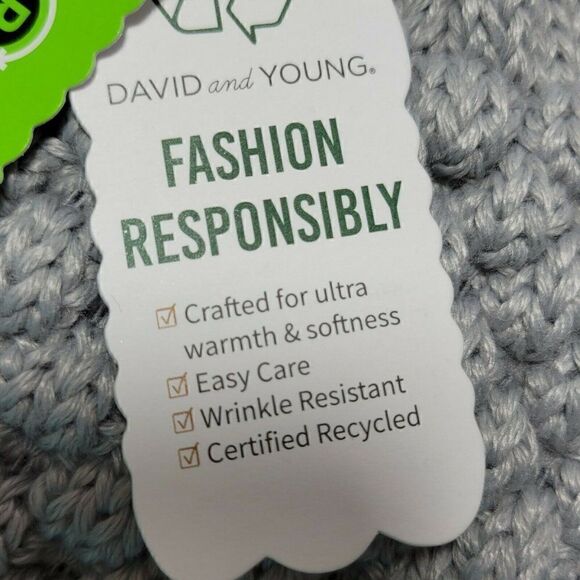 DAVID and YOUNG®
FASHION
RESPONSIBLY
☑ Crafted for ultra
warmth & softness
☑ Easy Care
☑ Wrinkle Resistant
☑ Certified Recycled